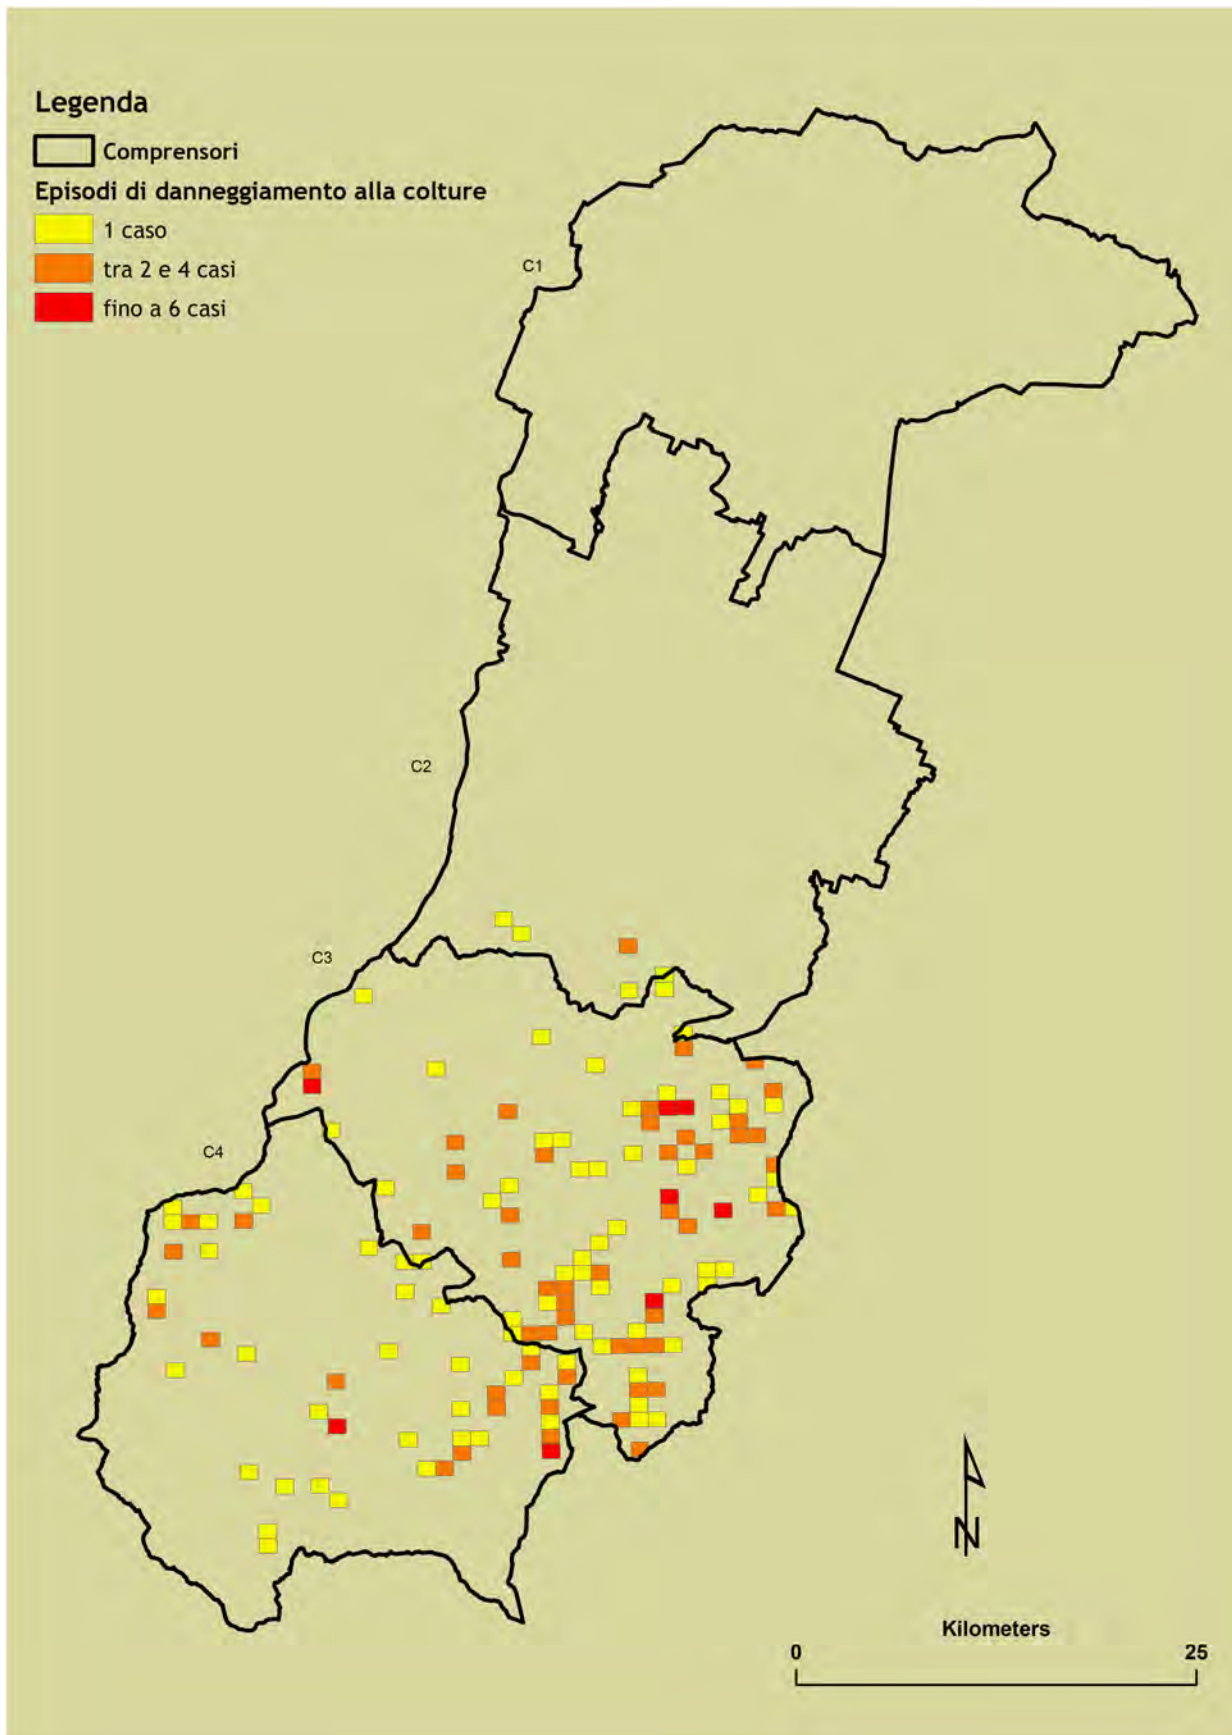 Legenda
Comprensori
Episodi di danneggiamento alla colture
1 caso
tra 2 e 4 casi
fino a 6 casi
C1
C2
C3
C4
N
Kilometers
0 25